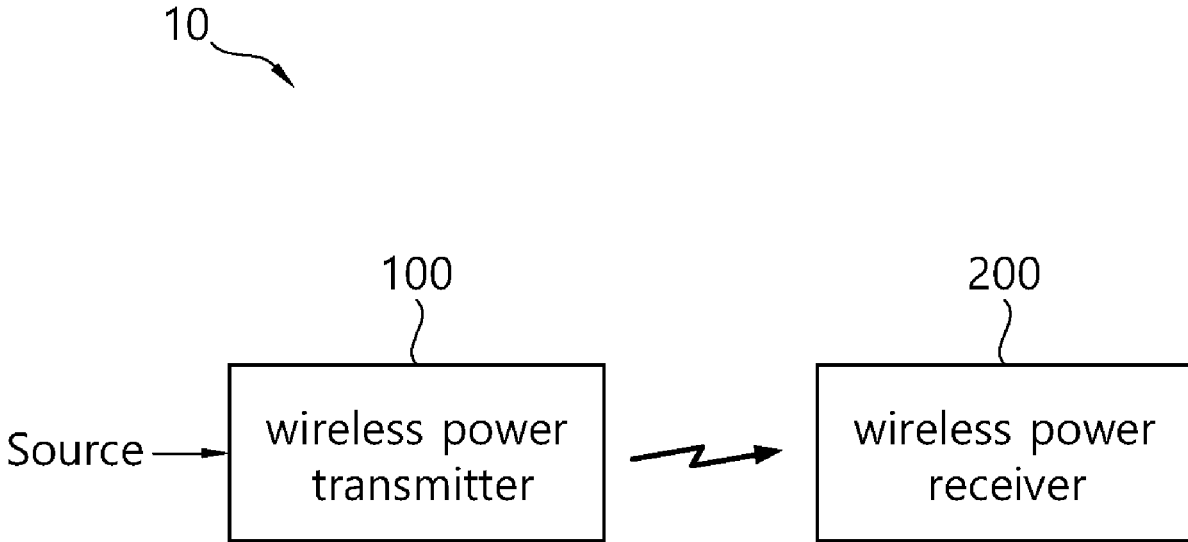 10
100
200
Source
wireless power
transmitter
wireless power
receiver